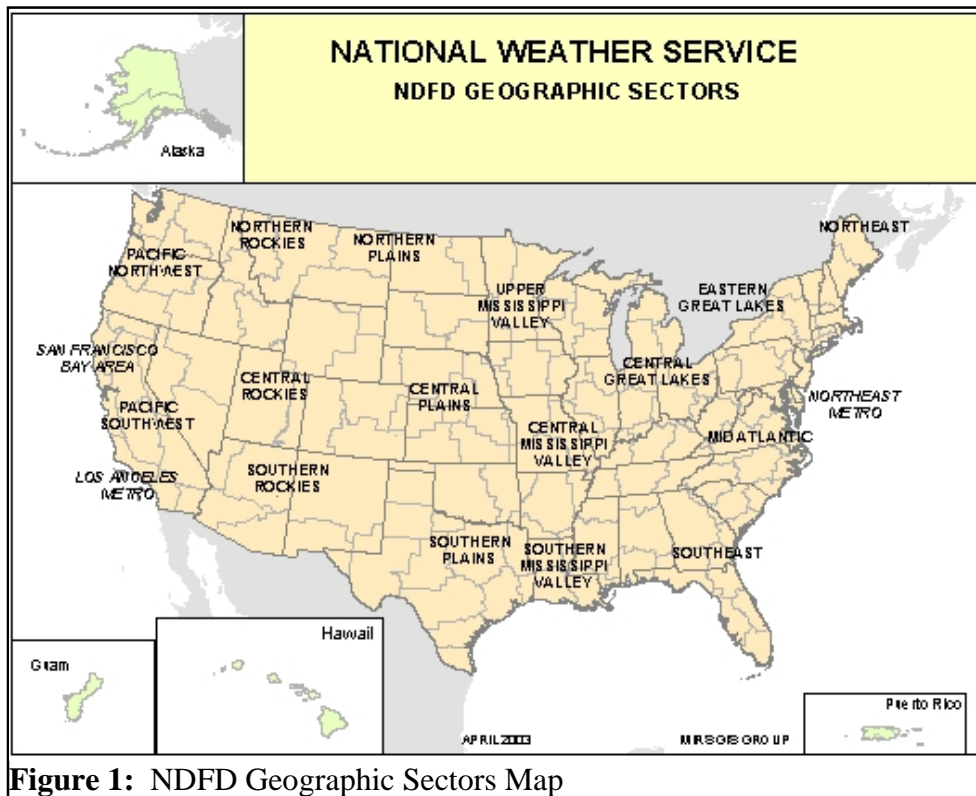 NATIONAL WEATHER SERVICE
NDFD GEOGRAPHIC SECTORS
Alaska
NORTHERN
ROCKIES
NORTHERN
PLAINS
NORTHEAST
PACIFIC
NORTHWEST
UPPER
MISSISSIPPI
VALLEY
EASTERN
GREAT LAKES
SAN FRANCISCO
BAY AREA
CENTRAL
ROCKIES
CENTRAL
PLAINS
CENTRAL
GREAT LAKES
NORTHEAST
METRO
PACIFIC
SOUTHWEST
CENTRAL
MISSISSIPPI
VALLEY
MIDATLANTIC
LOS ANGELES
METRO
SOUTHERN
ROCKIES
SOUTHERN
PLAINS
SOUTHERN
MISSISSIPPI
VALLEY
SOUTHEAST
Guam
Hawaii
Puerto Rico
APRIL 2003
Figure 1: NDFD Geographic Sectors Map